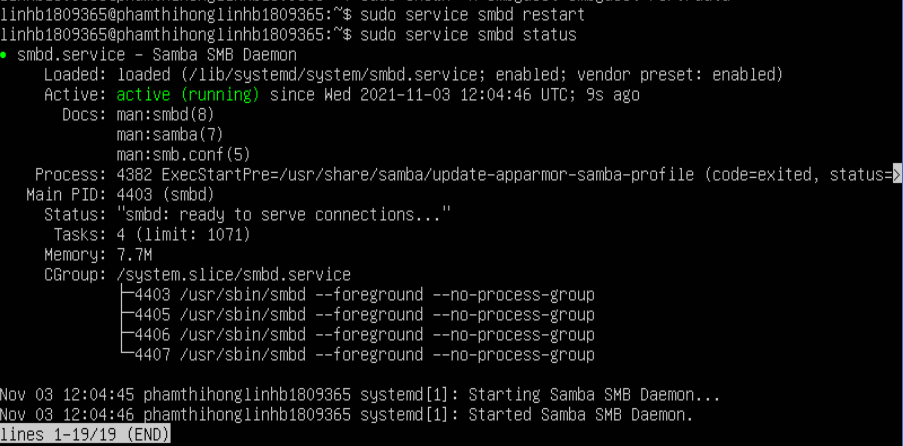 linhb1809365@phamthihonglinhb1809365:~$ sudo service smbd restart
linhb1809365@phamthihonglinhb1809365:~$ sudo service smbd status
● smbd.service - Samba SMB Daemon
Loaded: loaded (/lib/systemd/system/smbd.service; enabled; vendor preset: enabled)
Active: active (running) since Wed 2021-11-03 12:04:46 UTC; 9s ago
Docs: man:smbd(8)
man:samba(7)
man:smb.conf(5)
Process: 4382 ExecStartPre=/usr/share/samba/update-apparmor-samba-profile (code=exited, status=>
Main PID: 4403 (smbd)
Status: "smbd: ready to serve connections..."
Tasks: 4 (limit: 1071)
Memory: 7.7M
CGroup: /system.slice/smbd.service
├─4403 /usr/sbin/smbd --foreground --no-process-group
├─4405 /usr/sbin/smbd --foreground --no-process-group
├─4406 /usr/sbin/smbd --foreground --no-process-group
└─4407 /usr/sbin/smbd --foreground --no-process-group
Nov 03 12:04:45 phamthihonglinhb1809365 systemd[1]: Starting Samba SMB Daemon...
Nov 03 12:04:46 phamthihonglinhb1809365 systemd[1]: Started Samba SMB Daemon.
lines 1-19/19 (END)